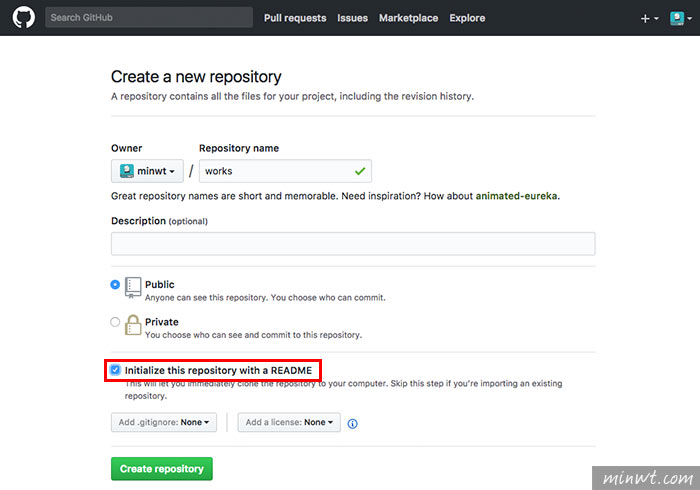 Search GitHub
Pull requests Issues Marketplace Explore
Create a new repository
A repository contains all the files for your project, including the revision history.
Owner Repository name
minwt / works
Great repository names are short and memorable. Need inspiration? How about animated-eureka.
Description (optional)
Public
Anyone can see this repository. You choose who can commit.
Private
You choose who can see and commit to this repository.
Initialize this repository with a README
This will let you immediately clone the repository to your computer. Skip this step if you're importing an existing
repository.
Add .gitignore: None Add a license: None
Create repository
minwt.com